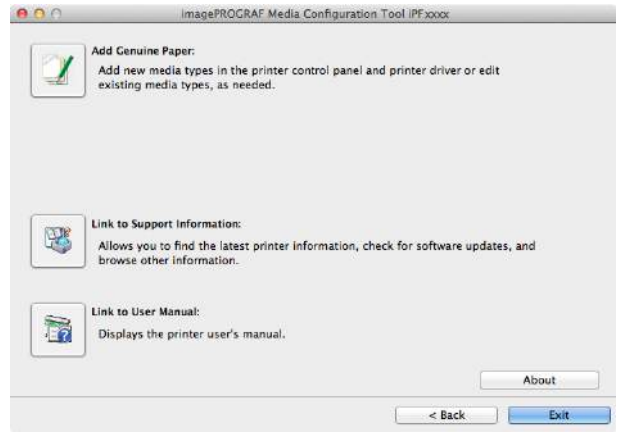 imagePROGRAF Media Configuration Tool iPFxxxx
Add Genuine Paper:
Add new media types in the printer control panel and printer driver or edit
existing media types, as needed.
Link to Support Information:
Allows you to find the latest printer information, check for software updates, and
browse other information.
Link to User Manual:
Displays the printer user's manual.
About
< Back
Exit